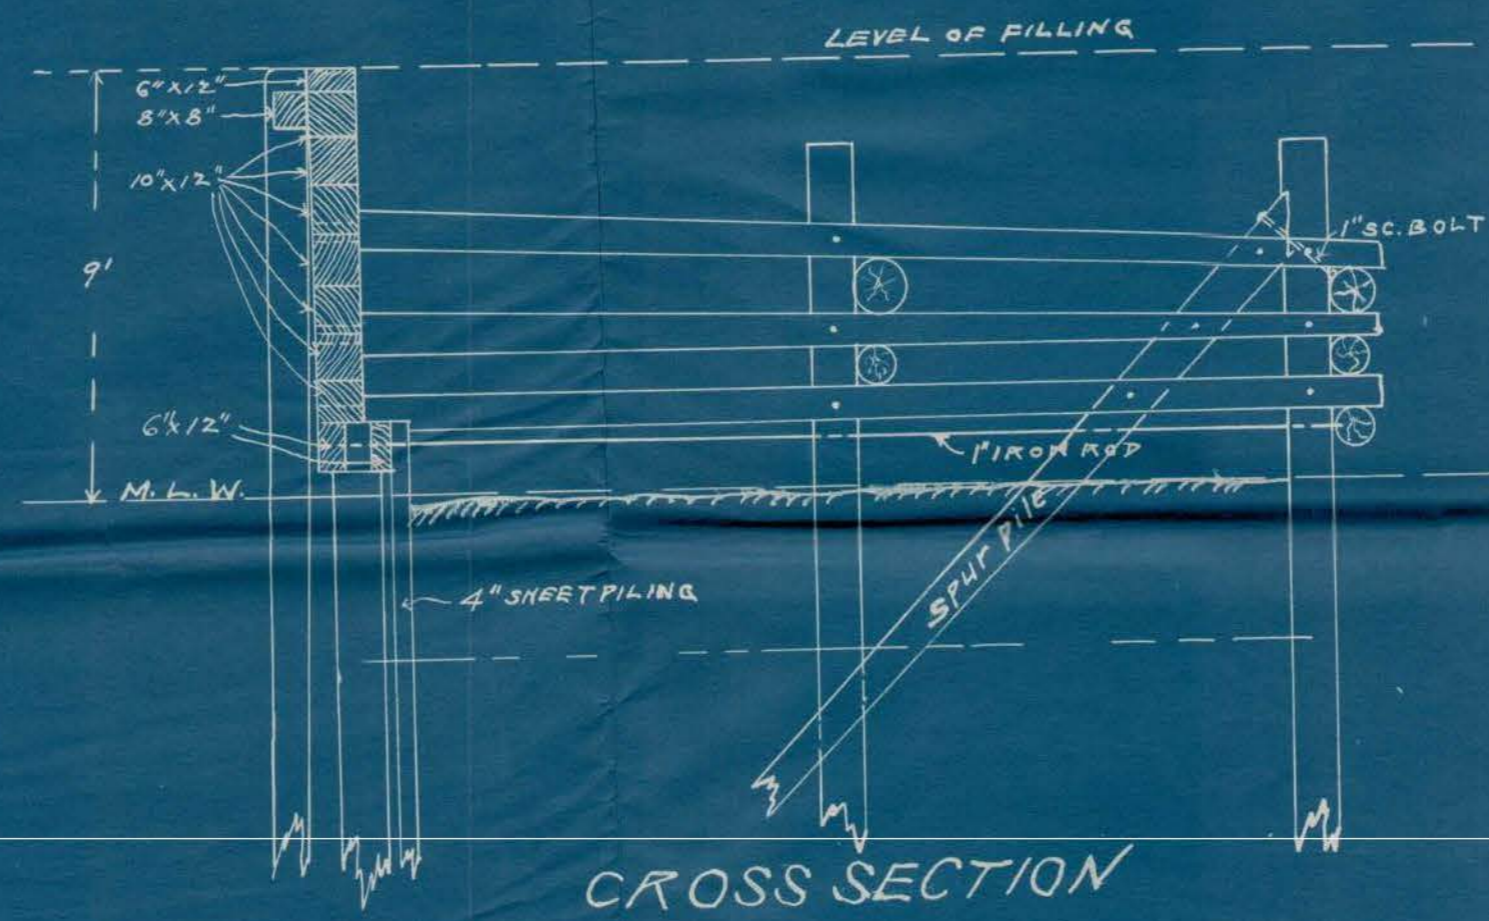 LEVEL OF FILLING
6"X12"
8"X8"
10"X12"
1"SC. BOLT
9'
6"X12"
1"IRON ROD
M. L. W.
SPUr PilE
4" SHEET PILING
CROSS SECTION